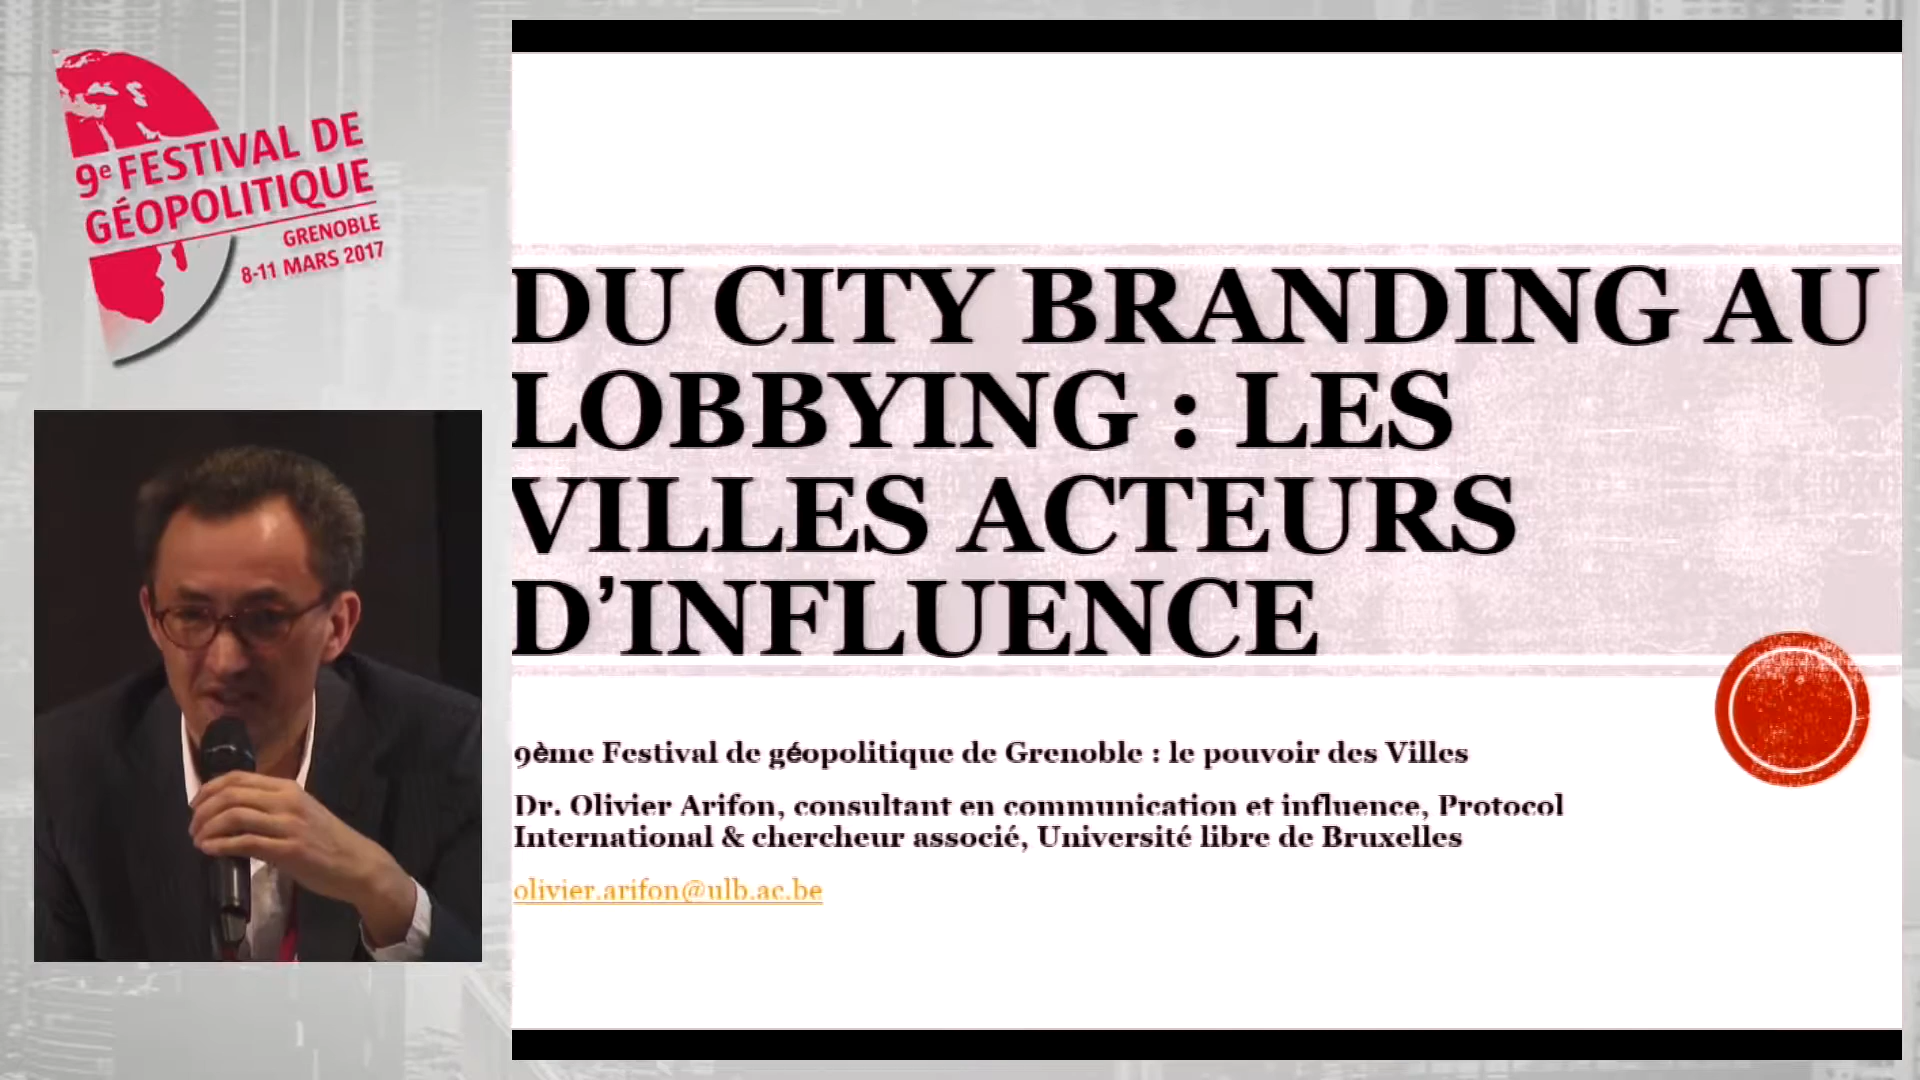 9e FESTIVAL DE
GÉOPOLITIQUE
GRENOBLE
8-11 MARS 2017
DU CITY BRANDING AU
LOBBYING : LES
VILLES ACTEURS
D’INFLUENCE
9ème Festival de géopolitique de Grenoble : le pouvoir des Villes
Dr. Olivier Arifon, consultant en communication et influence, Protocol
International & chercheur associé, Université libre de Bruxelles
olivier.arifon@ulb.ac.be